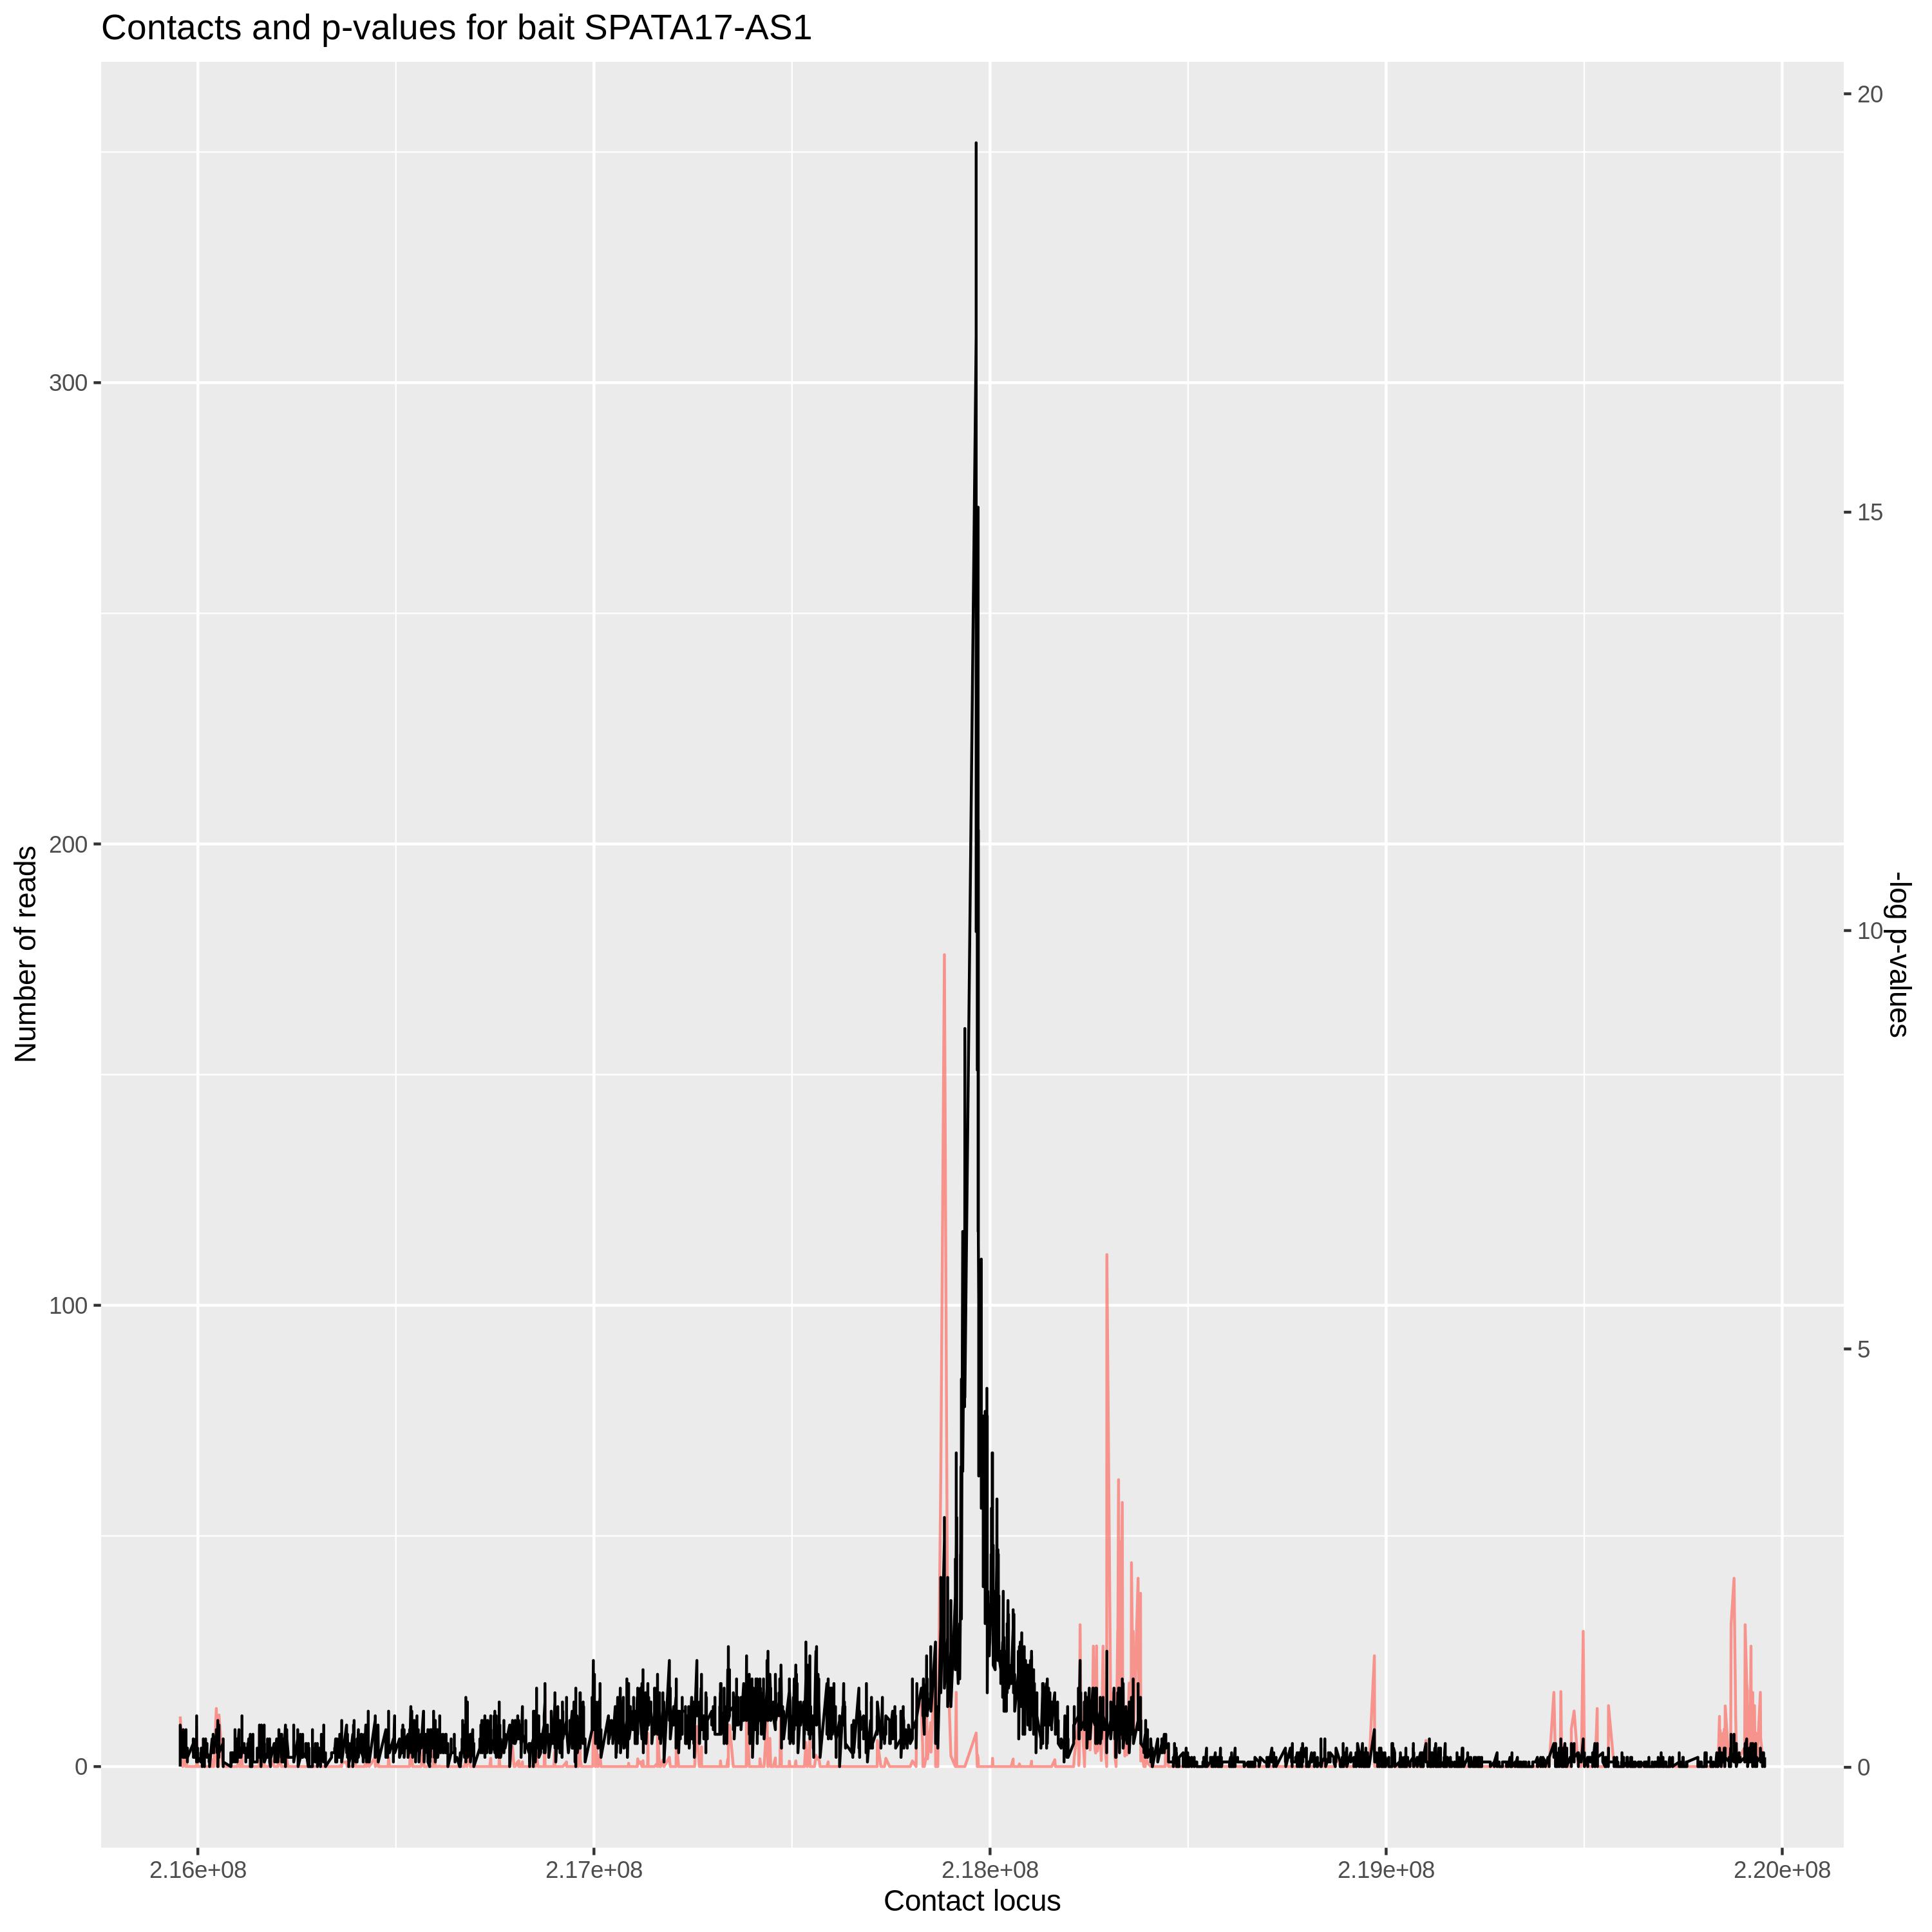 Contacts and p-values for bait SPATA17-AS1
Number of reads
300
200
100
0
20
15
10
5
0
-log p-values
2.16e+08
2.17e+08
2.18e+08
2.19e+08
2.20e+08
Contact locus